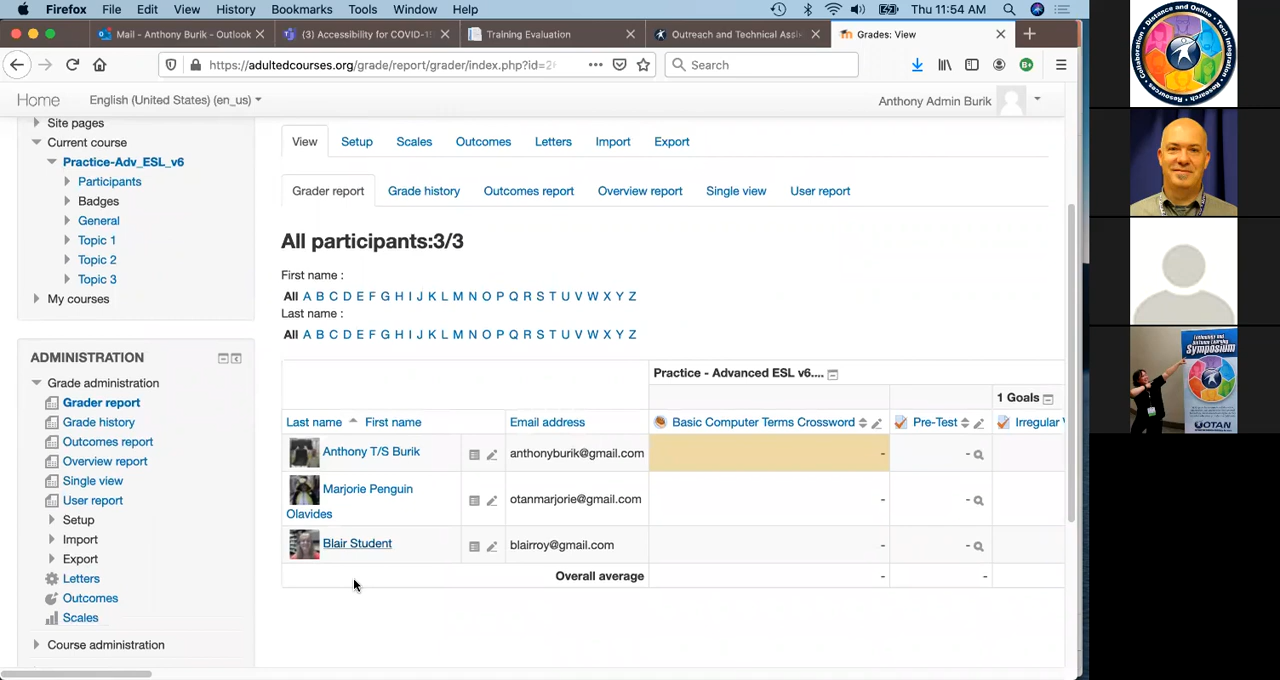 Firefox File Edit View History Bookmarks Tools Window Help Thu 11:54 AM
Mail - Anthony Burik - Outlook (3) Accessibility for COVID-1 Training Evaluation Outreach and Technical Assi Grades: View
https://adultedcourses.org/grade/report/grader/index.php?id=2 Search
Home English (United States) (en_us) Anthony Admin Burik
Site pages
Current course
Practice-Adv_ESL_v6
Participants
Badges
General
Topic 1
Topic 2
Topic 3
My courses
ADMINISTRATION
Grade administration
Grader report
Grade history
Outcomes report
Overview report
Single view
User report
Setup
Import
Export
Letters
Outcomes
Scales
Course administration
View Setup Scales Outcomes Letters Import Export
Grader report Grade history Outcomes report Overview report Single view User report
All participants:3/3
First name :
All A B C D E F G H I J K L M N O P Q R S T U V W X Y Z
Last name :
All A B C D E F G H I J K L M N O P Q R S T U V W X Y Z
Practice - Advanced ESL v6....
1 Goals
Last name First name Email address Basic Computer Terms Crossword Pre-Test Irregular
Anthony T/S Burik anthonyburik@gmail.com - -
Marjorie Penguin
Olavides otanmarjorie@gmail.com - -
Blair Student blairroy@gmail.com - -
Overall average - -
Collaboration Distance and Online Tech Integration Research Resources
Technology and Distance Learning
Symposium
OTAN